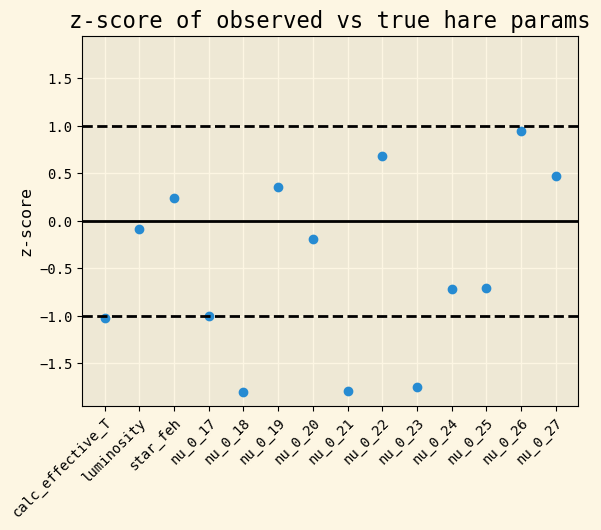 z-score of observed vs true hare params
z-score
1.5
1.0
0.5
0.0
−0.5
−1.0
−1.5
calc_effective_T
luminosity
star_feh
nu_0_17
nu_0_18
nu_0_19
nu_0_20
nu_0_21
nu_0_22
nu_0_23
nu_0_24
nu_0_25
nu_0_26
nu_0_27